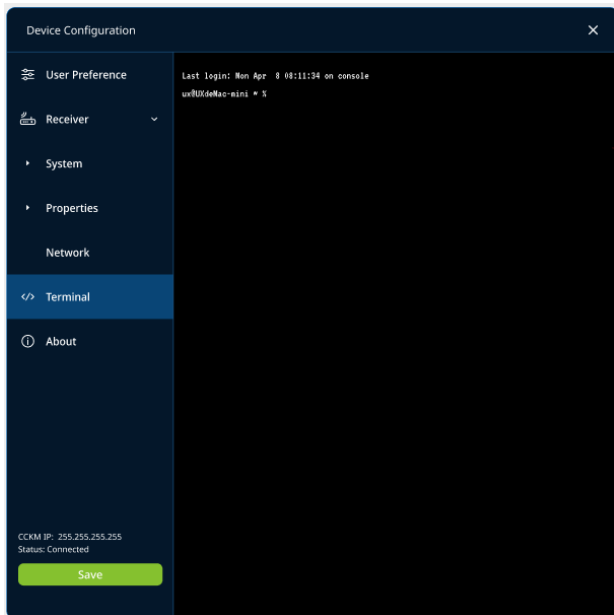 Device Configuration
User Preference
Receiver
System
Properties
Network
Terminal
About
CCKM IP: 255.255.255.255
Status: Connected
Save
Last login: Mon Apr  8 08:11:34 on console
ux@UXdeMac-mini * %